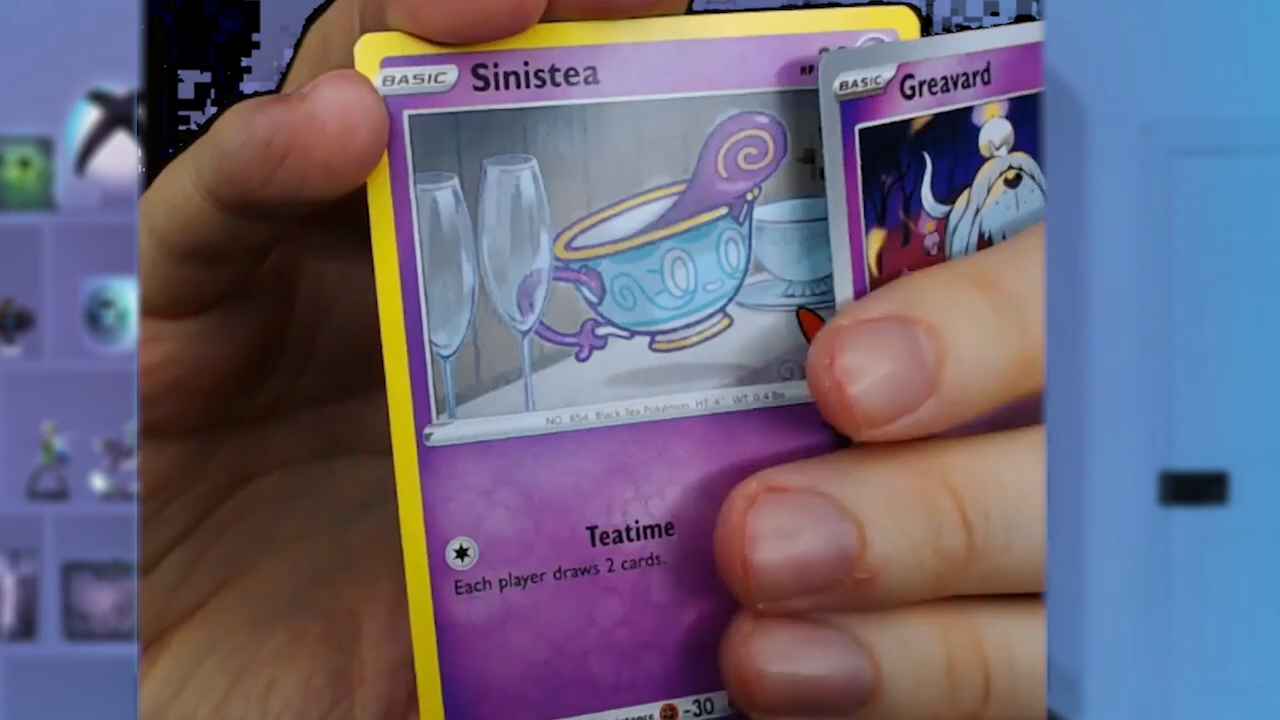 BASIC Sinistea HP
BASIC Greavard
NO. 854 Black Tea Pokémon HT: 4" WT: 0.4 lbs
Teatime
Each player draws 2 cards.
-30